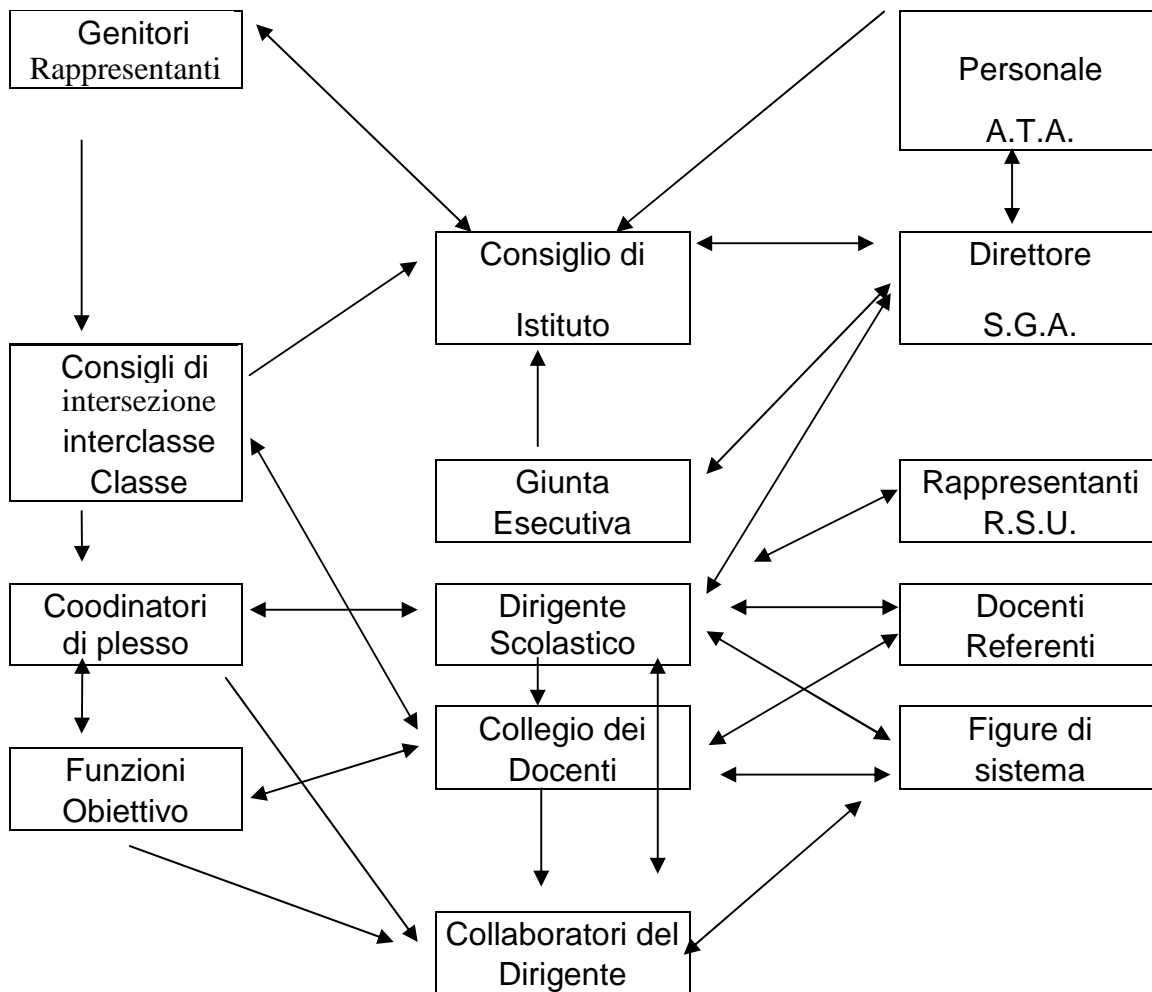 Genitori
Rappresentanti
Personale
A.T.A.
Consiglio di
Istituto
Direttore
S.G.A.
Consigli di
intersezione
interclasse
Classe
Giunta
Esecutiva
Rappresentanti
R.S.U.
Coodinatori
di plesso
Dirigente
Scolastico
Docenti
Referenti
Funzioni
Obiettivo
Collegio dei
Docenti
Figure di
sistema
Collaboratori del
Dirigente